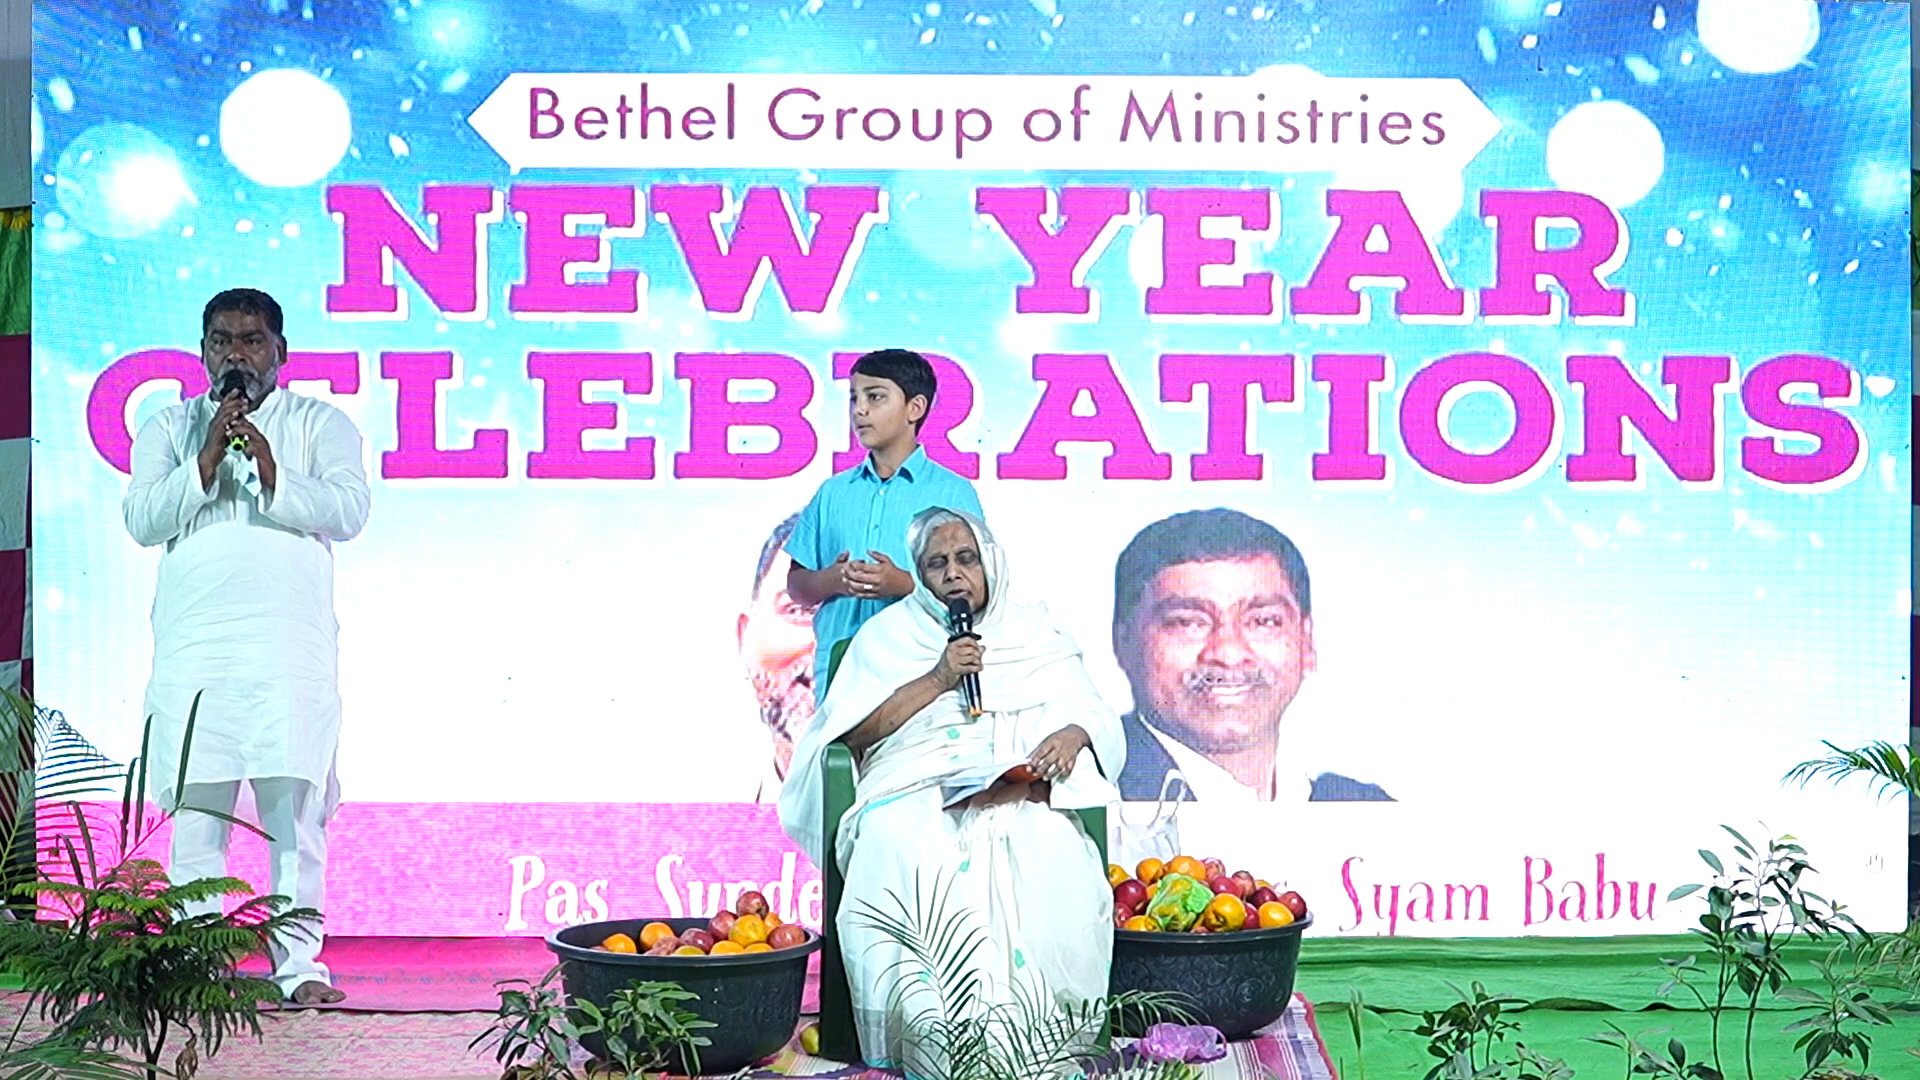 Bethel Group of Ministries
NEW YEAR
CELEBRATIONS
Pas Syam Babu